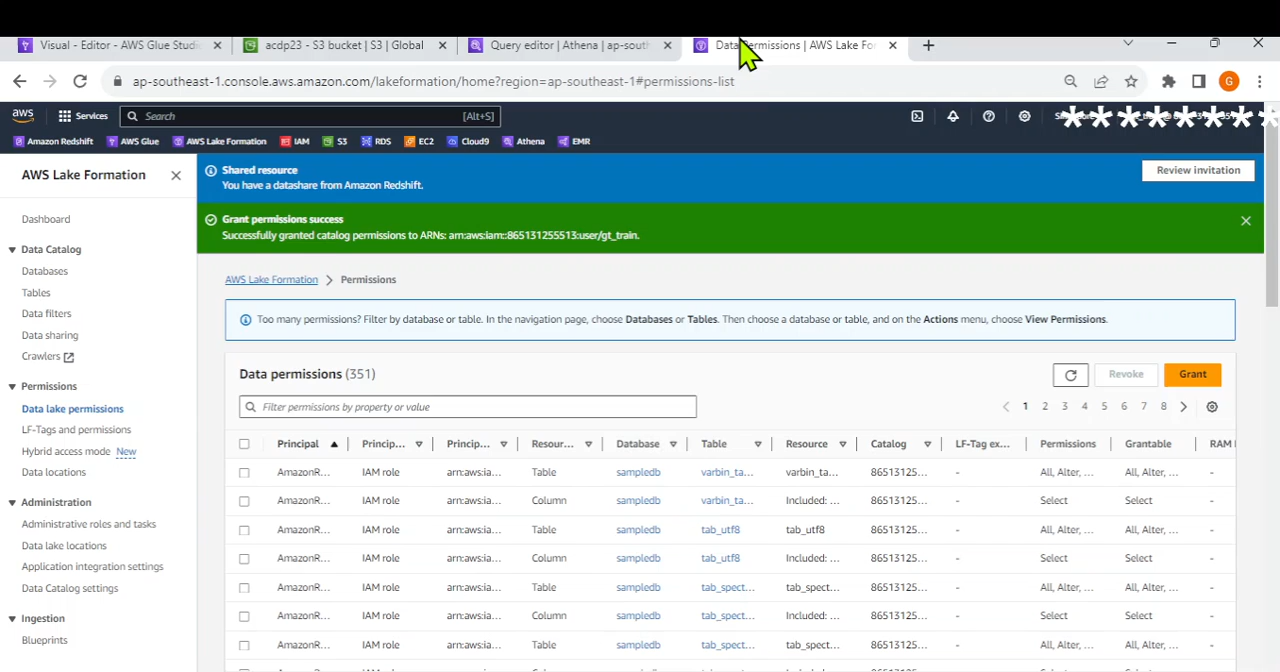 Visual - Editor - AWS Glue Studi
acdp23 - S3 bucket | S3 | Global
Query editor | Athena | ap-south
Data Permissions | AWS Lake For
ap-southeast-1.console.aws.amazon.com/lakeformation/home?region=ap-southeast-1#permissions-list
G
aws
Services
Search
[Alt+S]
********
Amazon Redshift
AWS Glue
AWS Lake Formation
IAM
S3
RDS
EC2
Cloud9
Athena
EMR
AWS Lake Formation
Dashboard
Data Catalog
Databases
Tables
Data filters
Data sharing
Crawlers
Permissions
Data lake permissions
LF-Tags and permissions
Hybrid access mode New
Data locations
Administration
Administrative roles and tasks
Data lake locations
Application integration settings
Data Catalog settings
Ingestion
Blueprints
Shared resource
You have a datashare from Amazon Redshift.
Review invitation
Grant permissions success
Successfully granted catalog permissions to ARNs: arn:aws:iam::865131255513:user/gt_train.
AWS Lake Formation > Permissions
Too many permissions? Filter by database or table. In the navigation page, choose Databases or Tables. Then choose a database or table, and on the Actions menu, choose View Permissions.
Data permissions (351)
Revoke
Grant
Filter permissions by property or value
1 2 3 4 5 6 7 8
Principal Princip... Princip... Resour... Database Table Resource Catalog LF-Tag ex... Permissions Grantable RAM
AmazonR... IAM role arn:aws:ia... Table sampledb varbin_ta... varbin_ta... 86513125... - All, Alter, ... All, Alter, ... -
AmazonR... IAM role arn:aws:ia... Column sampledb varbin_ta... Included: ... 86513125... - Select Select -
AmazonR... IAM role arn:aws:ia... Table sampledb tab_utf8 tab_utf8 86513125... - All, Alter, ... All, Alter, ... -
AmazonR... IAM role arn:aws:ia... Column sampledb tab_utf8 Included: ... 86513125... - Select Select -
AmazonR... IAM role arn:aws:ia... Table sampledb tab_spect... tab_spect... 86513125... - All, Alter, ... All, Alter, ... -
AmazonR... IAM role arn:aws:ia... Column sampledb tab_spect... Included: ... 86513125... - Select Select -
AmazonR... IAM role arn:aws:ia... Table sampledb tab_spect... tab_spect... 86513125... - All, Alter, ... All, Alter, ... -